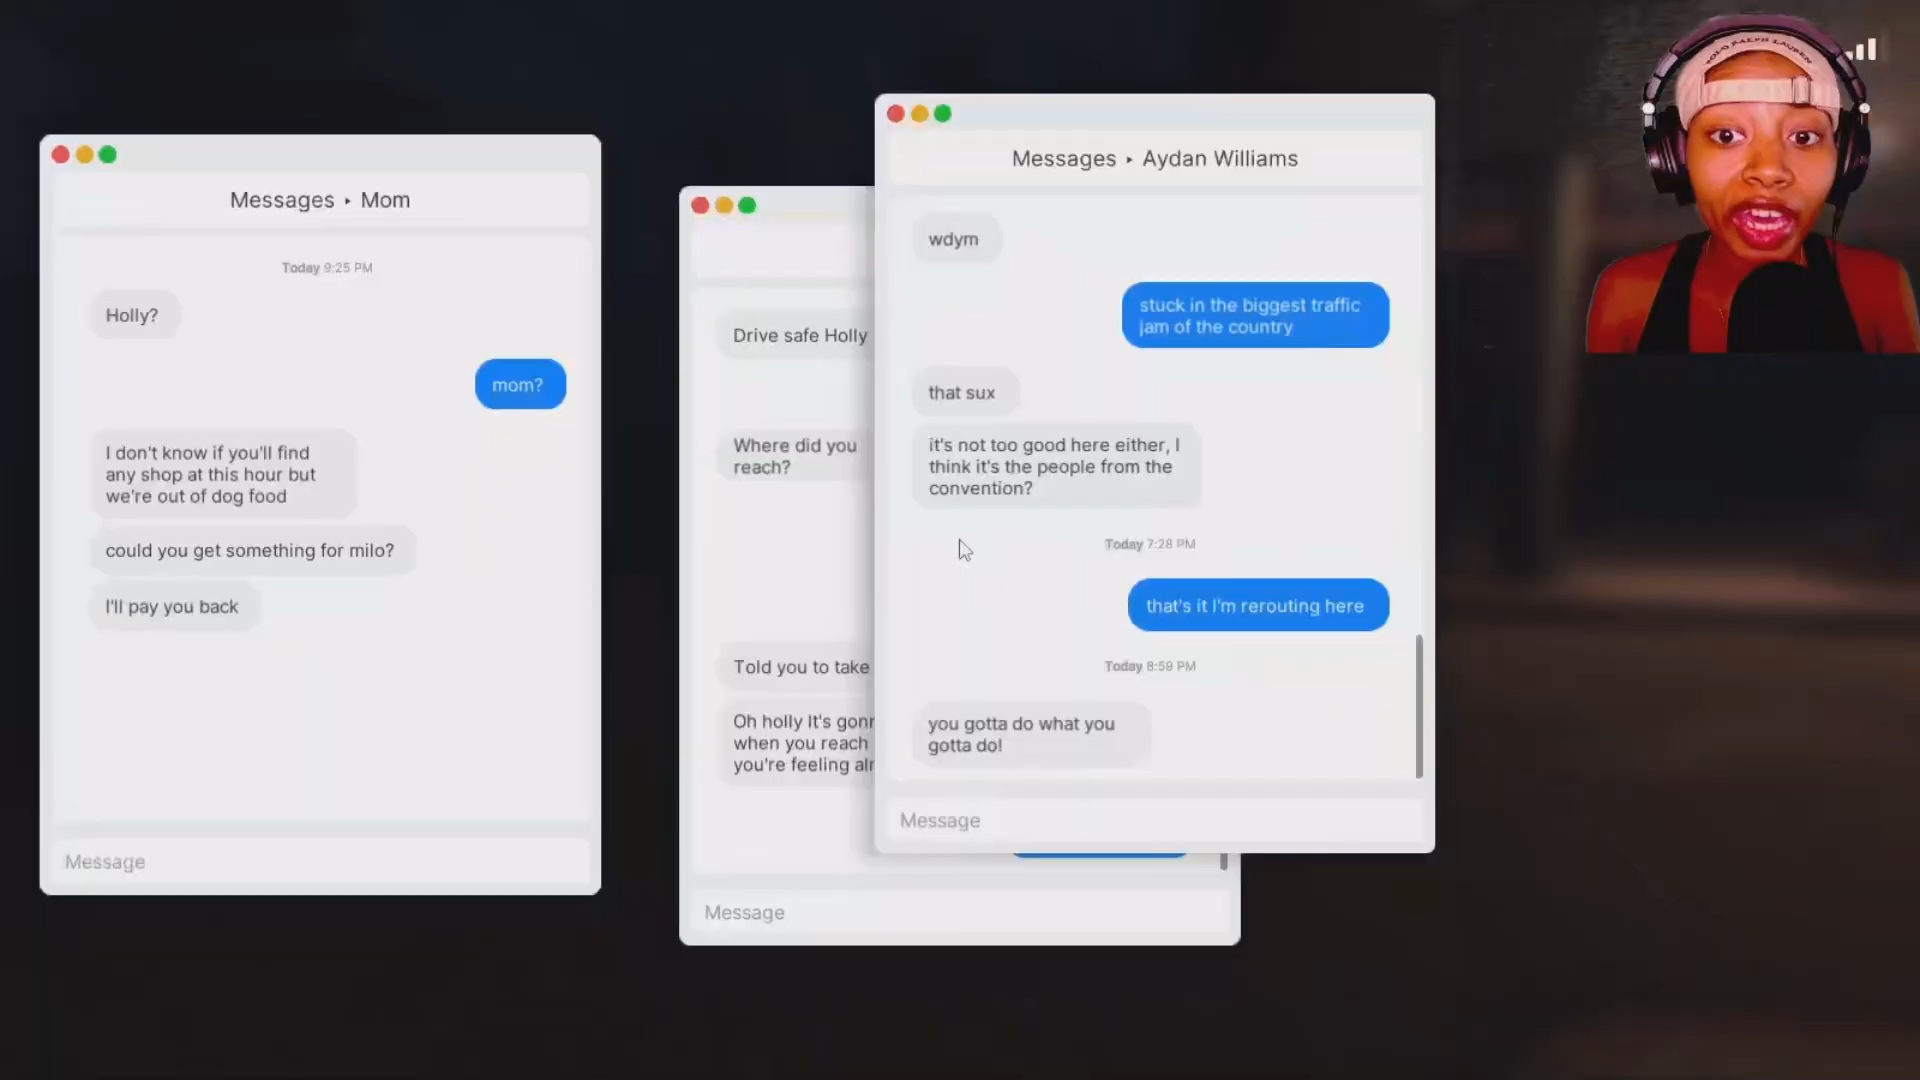 Messages ▸ Mom
Today 9:25 PM
Holly?
mom?
I don't know if you'll find
any shop at this hour but
we're out of dog food
could you get something for milo?
I'll pay you back
Message
Drive safe Holly
Where did you
reach?
Told you to take
Oh holly It's gon
when you reach
you're feeling
Message
Messages ▸ Aydan Williams
wdym
stuck in the biggest traffic
jam of the country
that sux
it's not too good here either, I
think it's the people from the
convention?
Today 7:28 PM
that's it I'm rerouting here
Today 8:59 PM
you gotta do what you
gotta do!
Message
POLO RALPH LAUREN